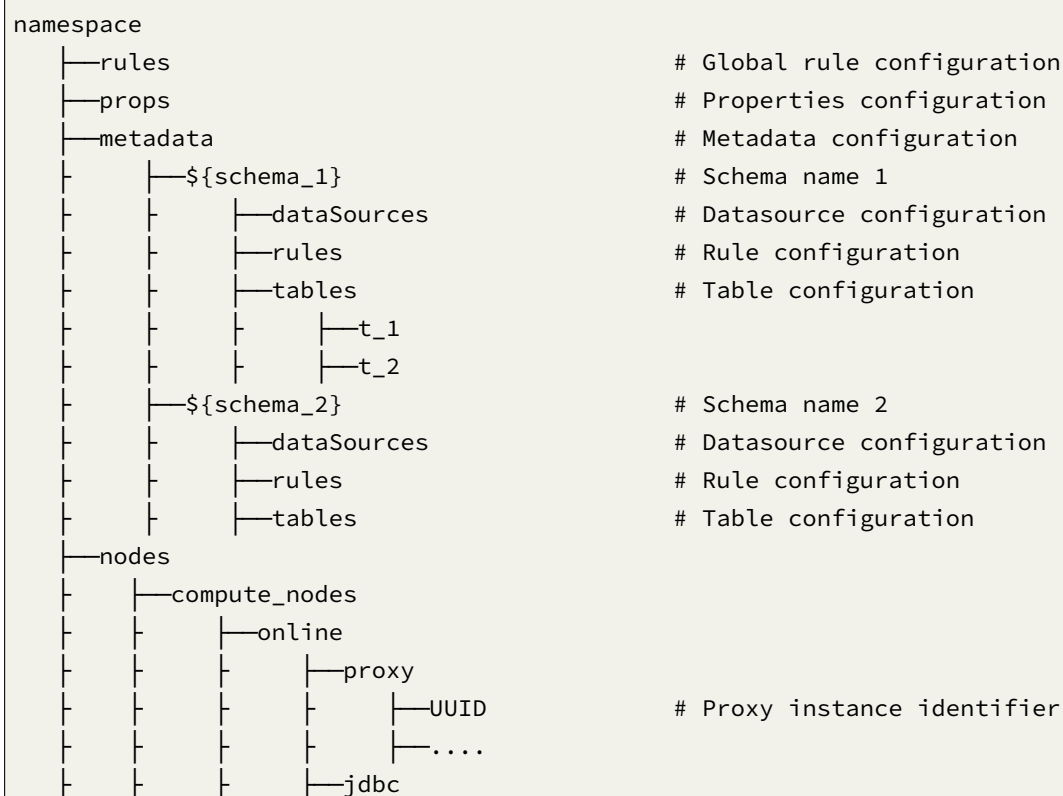 namespace
   ├──rules                                   # Global rule configuration
   ├──props                                   # Properties configuration
   ├──metadata                                # Metadata configuration
   ├     ├──${schema_1}                       # Schema name 1
   ├     ├     ├──dataSources                 # Datasource configuration
   ├     ├     ├──rules                       # Rule configuration
   ├     ├     ├──tables                      # Table configuration
   ├     ├     ├     ├──t_1
   ├     ├     ├     ├──t_2
   ├     ├──${schema_2}                       # Schema name 2
   ├     ├     ├──dataSources                 # Datasource configuration
   ├     ├     ├──rules                       # Rule configuration
   ├     ├     ├──tables                      # Table configuration
   ├──nodes
   ├    ├──compute_nodes
   ├    ├     ├──online
   ├    ├     ├     ├──proxy
   ├    ├     ├     ├     ├──UUID             # Proxy instance identifier
   ├    ├     ├     ├     ├──....
   ├    ├     ├     ├──jdbc